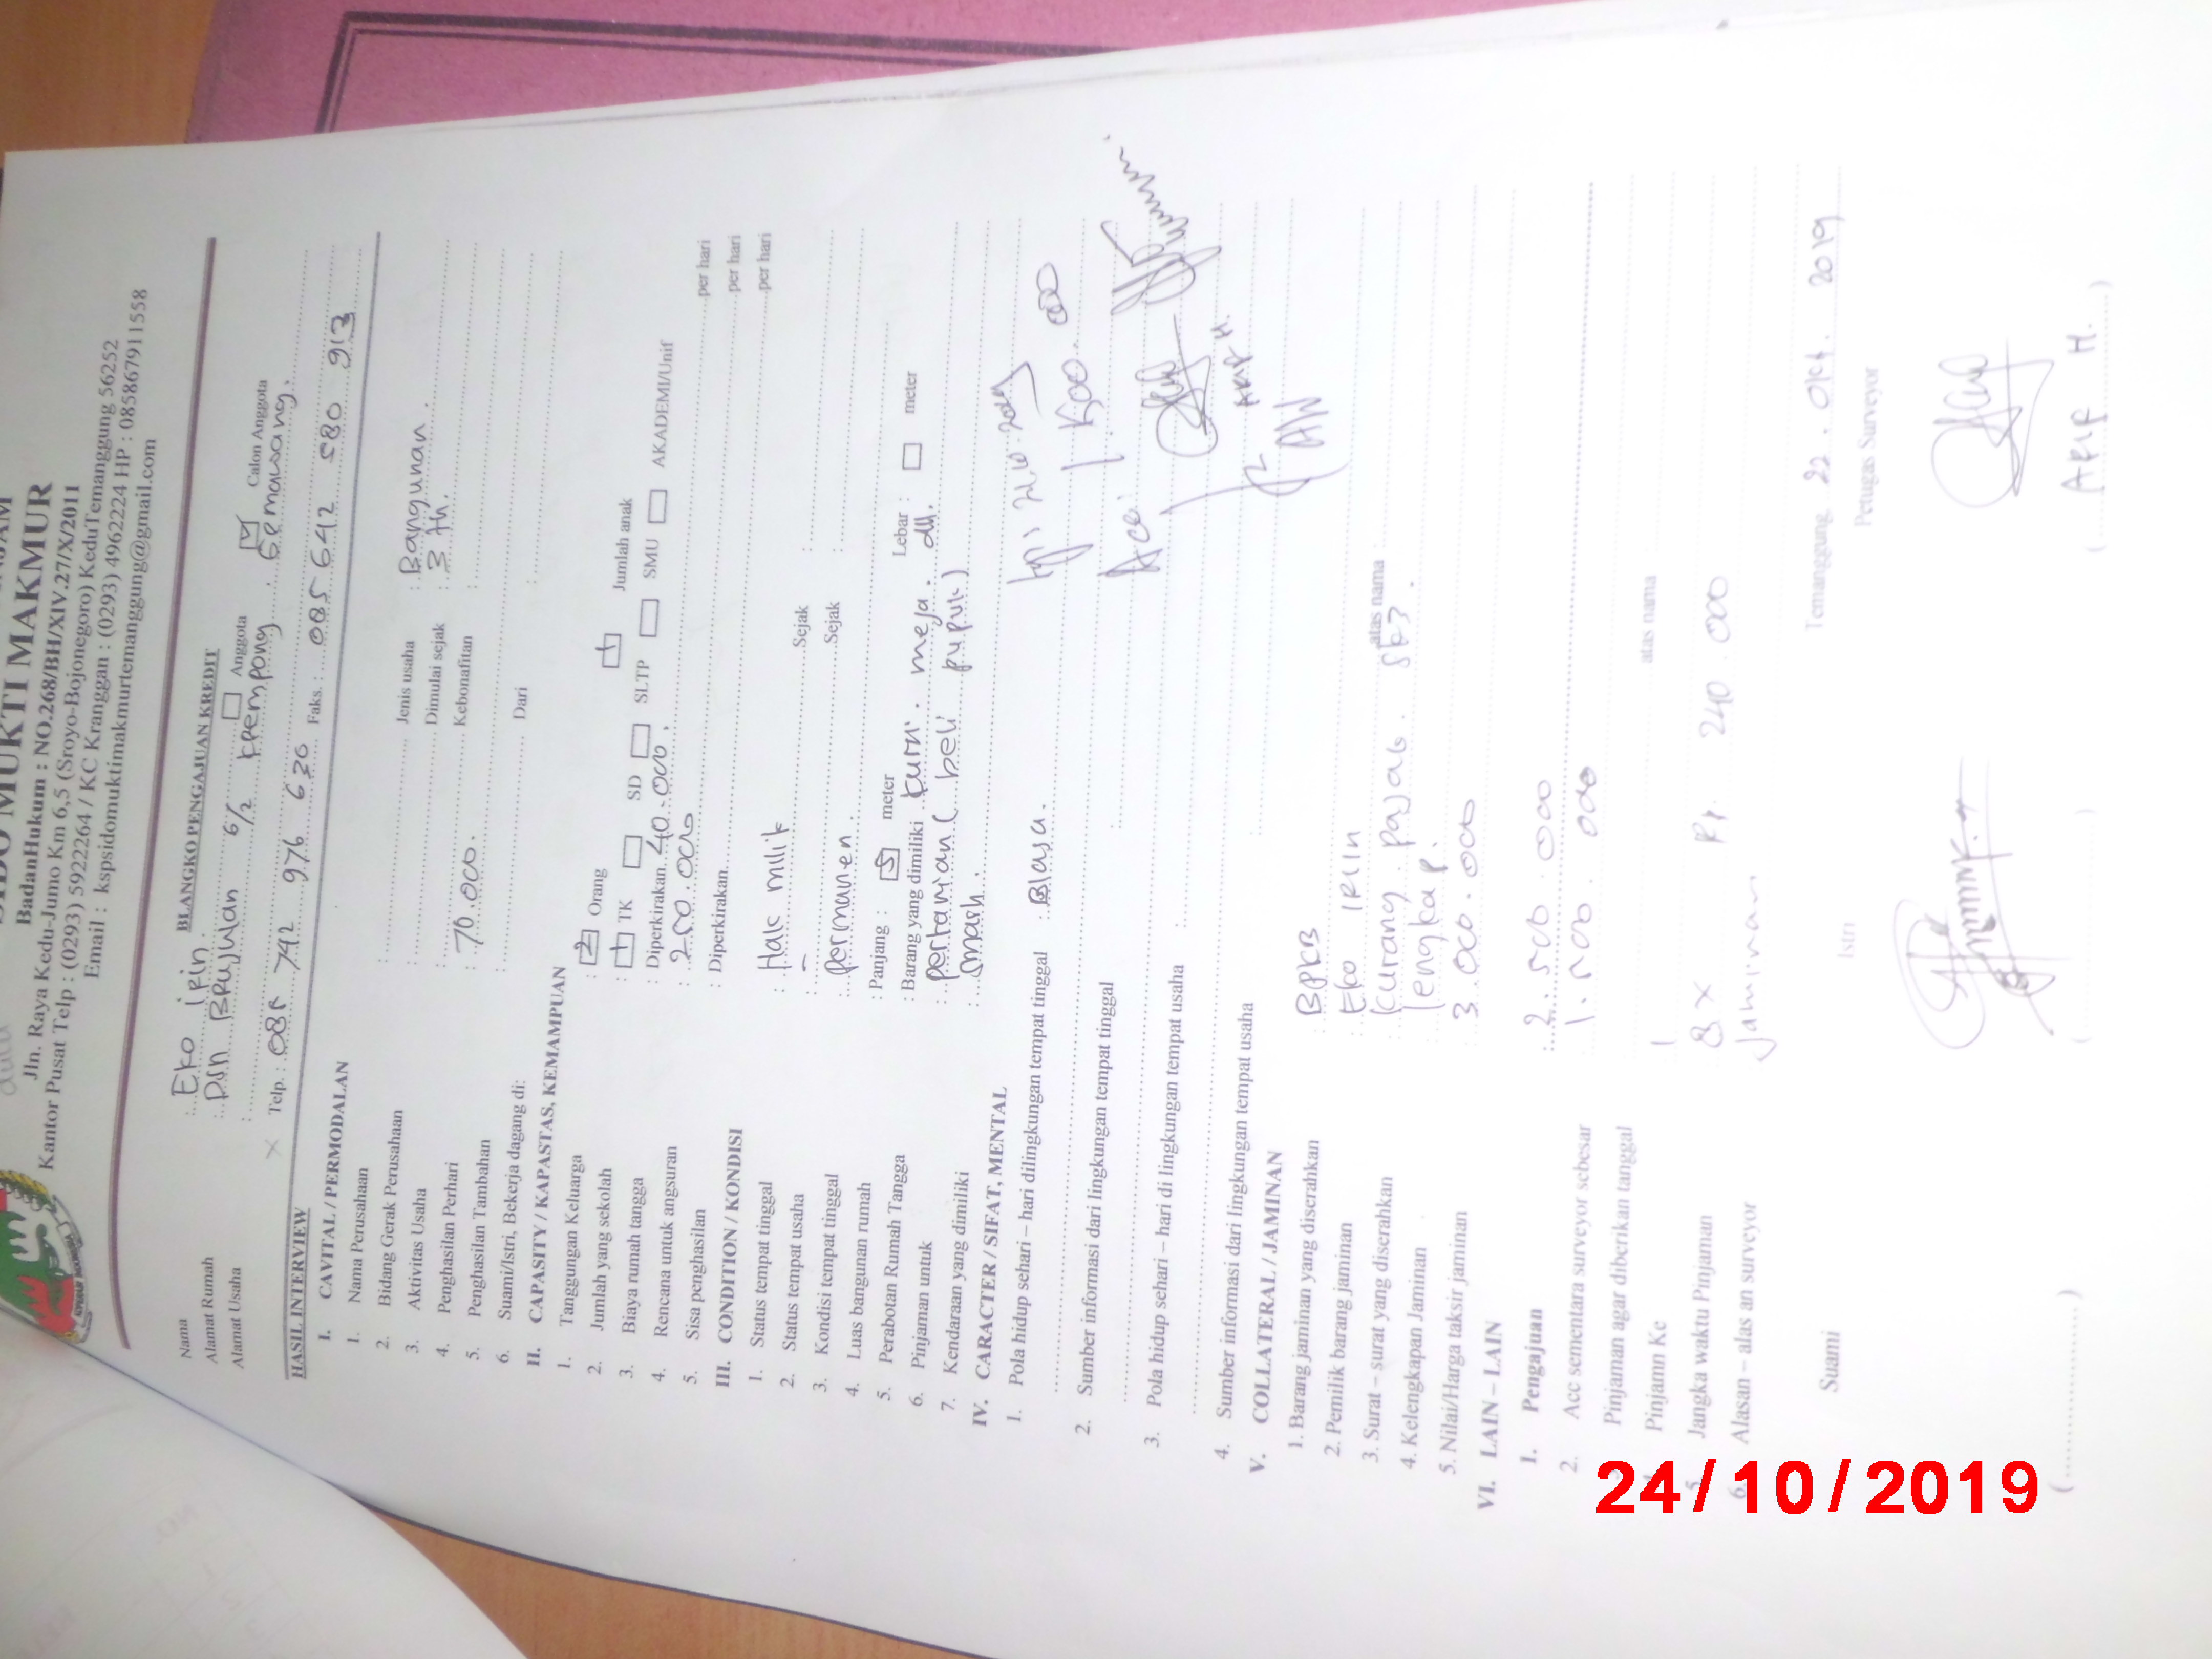 SIDO MUKTI MAKMUR
BadanHukum : NO.268/BH/XIV.27/X/2011
Jln. Raya Kedu-Jumo Km 6,5 (Sroyo-Bojonegoro) KeduTemanggung 56252
Kantor Pusat Telp : (0293) 5922264 / KC Kranggan : (0293) 4962224 HP : 085867911558
Email : kspsidomuktimakmurtemanggung@gmail.com
BLANGKO PENGAJUAN KREDIT
Nama : Eko irin. Anggota Calon Anggota
Alamat Rumah : Dsn Brujulan 6/2 krempong. Gemawang.
Alamat Usaha :
Telp. : 085 742 976 630 Faks. : 085 642 580 913
HASIL INTERVIEW
I. CAVITAL / PERMODALAN
1. Nama Perusahaan : Jenis usaha : Bangunan.
2. Bidang Gerak Perusahaan : Dimulai sejak : 3 th.
3. Aktivitas Usaha : Kebonafitan :
4. Penghasilan Perhari : 70.000.
5. Penghasilan Tambahan :
6. Suami/Istri, Bekerja dagang di: : Dari :
II. CAPASITY / KAPASTAS, KEMAMPUAN
1. Tanggungan Keluarga : 2 Orang Jumlah anak 1
2. Jumlah yang sekolah : 1 TK SD SLTP SMU AKADEMI/Unif
3. Biaya rumah tangga : Diperkirakan 40.000. per hari
4. Rencana untuk angsuran : 250.000 per hari
5. Sisa penghasilan : Diperkirakan per hari
III. CONDITION / KONDISI
1. Status tempat tinggal : Hak milik Sejak :
2. Status tempat usaha : – Sejak :
3. Kondisi tempat tinggal : permanen.
4. Luas bangunan rumah : Panjang : 5 meter Lebar : meter
5. Perabotan Rumah Tangga : Barang yang dimiliki kursi. meja. dll.
6. Pinjaman untuk : pertanian ( beli pupuk )
7. Kendaraan yang dimiliki : smash.
IV. CARACTER / SIFAT, MENTAL
1. Pola hidup sehari – hari dilingkungan tempat tinggal : Biasa.
2. Sumber informasi dari lingkungan tempat tinggal :
3. Pola hidup sehari – hari di lingkungan tempat usaha :
4. Sumber informasi dari lingkungan tempat usaha :
1.500.000
Acc.
ARIF H.
V. COLLATERAL / JAMINAN
1. Barang jaminan yang diserahkan : BPKB
2. Pemilik barang jaminan : Eko IRIn atas nama :
3. Surat – surat yang diserahkan : kurang pajak.
4. Kelengkapan Jaminan : lengkap.
5. Nilai/Harga taksir jaminan : 3.000.000
VI. LAIN – LAIN
1. Pengajuan : 2.500.000
2. Acc sementara surveyor sebesar : 1.500.000
Pinjaman agar diberikan tanggal
Pinjamn Ke 1 atas nama
5. Jangka waktu Pinjaman 8 x Rp. 240.000
6. Alasan – alas an surveyor Jaminan
Temanggung 22. Okt. 2019
Suami Istri Petugas Surveyor
(..............) ( ) ( ARIF H. )
24/10/2019